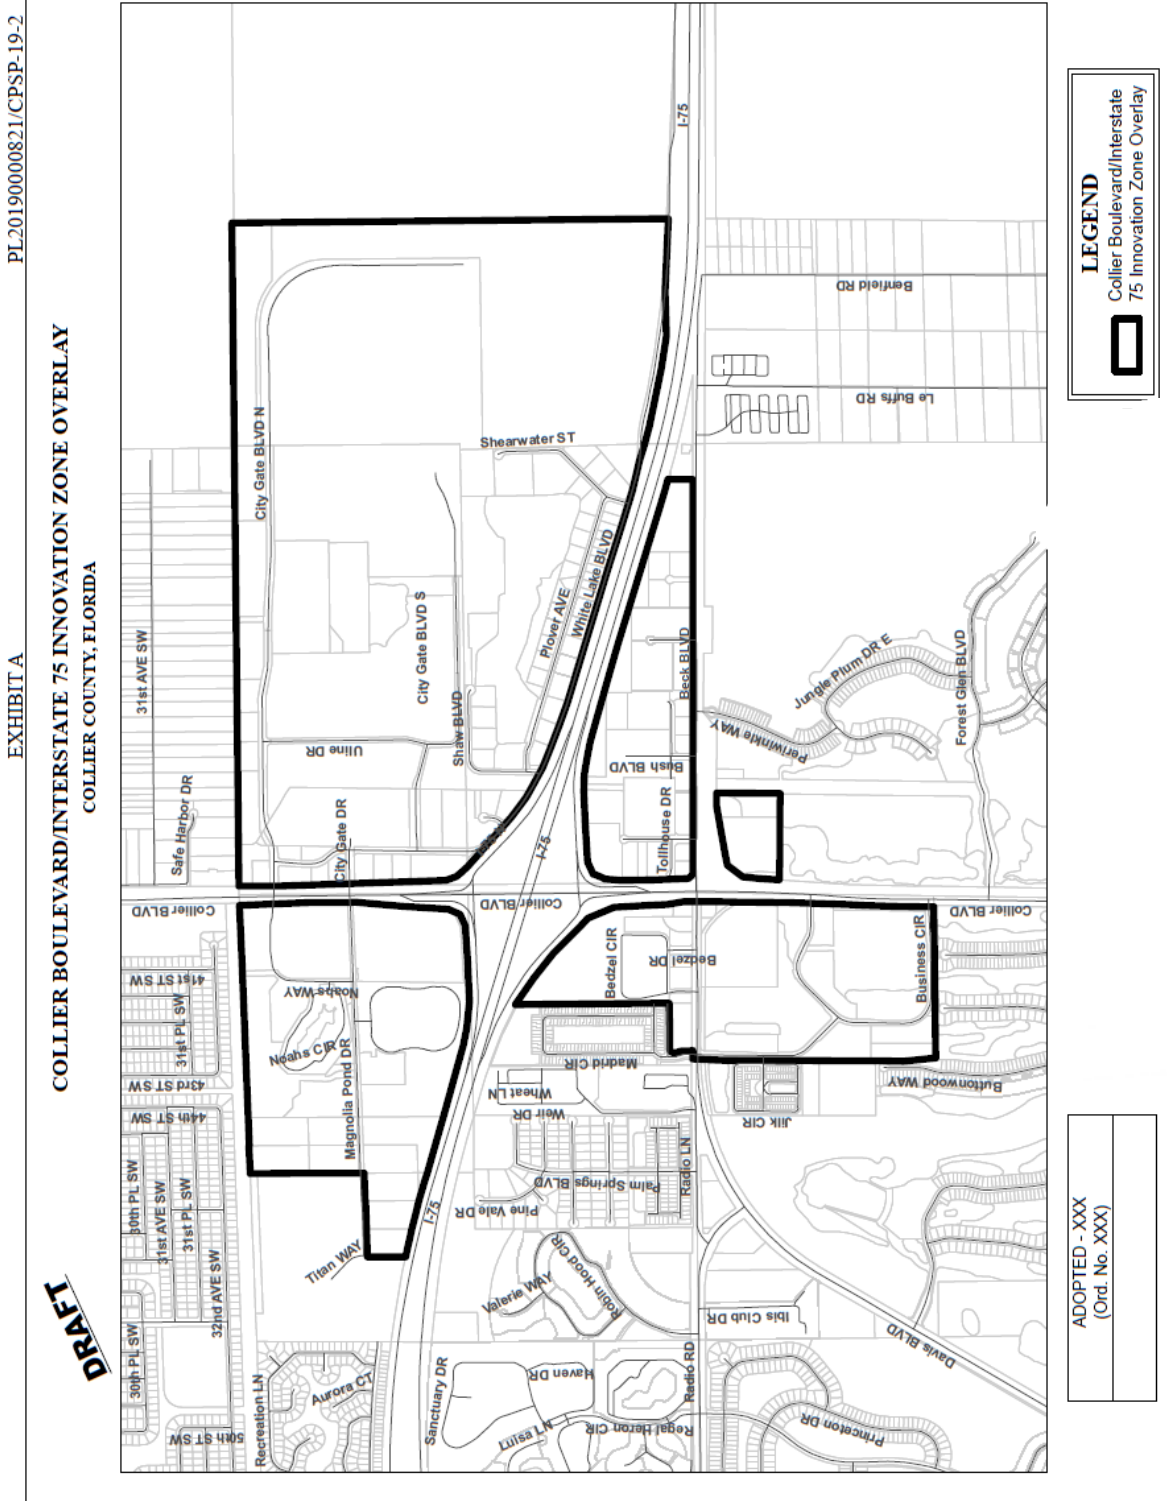 EXHIBIT A
PL20190000821/CPSP-19-2
DRAFT
COLLIER BOULEVARD/INTERSTATE 75 INNOVATION ZONE OVERLAY
COLLIER COUNTY, FLORIDA
30th PL SW
50th ST SW
30th PL SW
31st AVE SW
31st PL SW
32nd AVE SW
44th ST SW
43rd ST SW
31st PL SW
41st ST SW
Collier BLVD
Safe Harbor DR
31st AVE SW
Recreation LN
Aurora CT
Titan WAY
Magnolia Pond DR
Noahs CIR
Noahs WAY
City Gate DR
Uline DR
City Gate BLVD N
City Gate BLVD S
Shaw BLVD
Shearwater ST
Plover AVE
White Lake BLVD
I-75
I-75
I-75
Collier BLVD
Sanctuary DR
Luisa LN
Haven DR
Regal Heron CIR
Radio RD
Valerie WAY
Robin Hood CIR
Pine Vale DR
Palm Springs BLVD
Radio LN
Weir DR
Wheat LN
Madrid CIR
Bedzel CIR
Bedzel DR
Tollhouse DR
Bush BLVD
Beck BLVD
Princeton DR
Ibis Club DR
Davis BLVD
Jilk CIR
Buttonwood WAY
Business CIR
Collier BLVD
Periwinkle WAY
Jungle Plum DR E
Forest Glen BLVD
Le Buffs RD
Benfield RD
ADOPTED - XXX
(Ord. No. XXX)
LEGEND
Collier Boulevard/Interstate
75 Innovation Zone Overlay